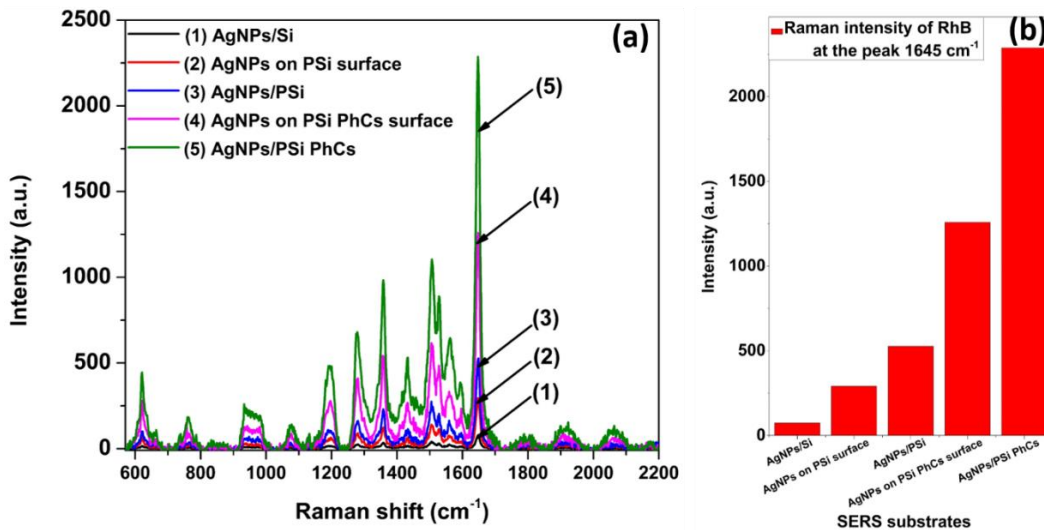 (a)
(1) AgNPs/Si
(2) AgNPs on PSi surface
(3) AgNPs/PSi
(4) AgNPs on PSi PhCs surface
(5) AgNPs/PSi PhCs
(5)
(4)
(3)
(2)
(1)
2500
2000
1500
1000
500
0
Intensity (a.u.)
600 800 1000 1200 1400 1600 1800 2000 2200
Raman shift (cm-1)
(b)
Raman intensity of RhB
at the peak 1645 cm-1
2000
1500
1000
500
0
Intensity (a.u.)
AgNPs/Si
AgNPs on PSi surface
AgNPs/PSi
AgNPs on PSi PhCs surface
AgNPs/PSi PhCs
SERS substrates